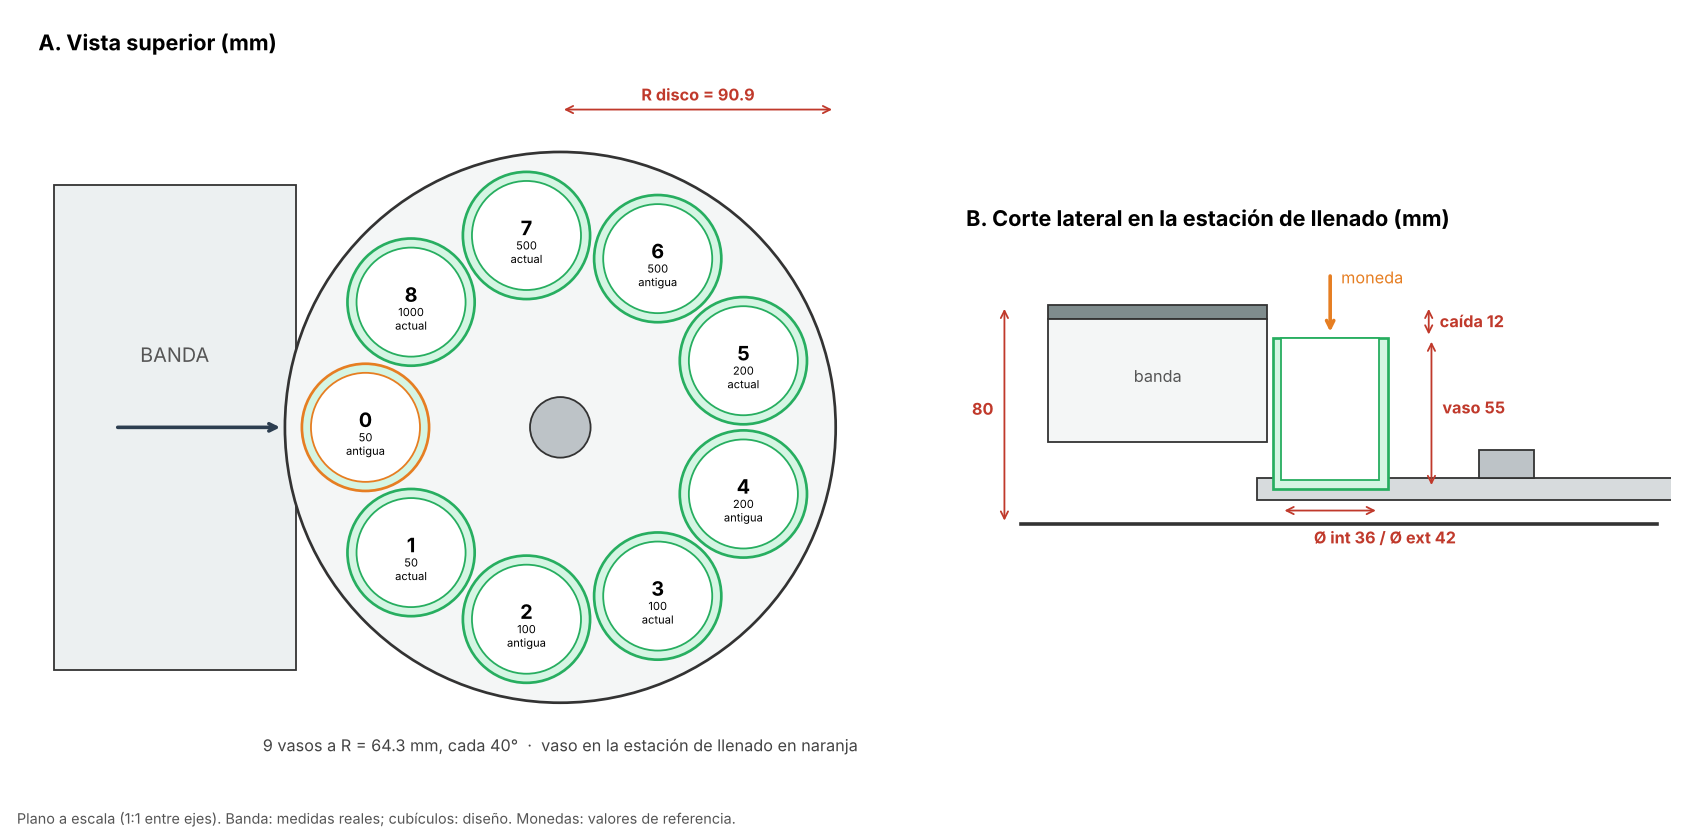 A. Vista superior (mm)
R disco = 90.9
7
500
actual
6
500
antigua
8
1000
actual
5
200
actual
BANDA
0
50
antigua
4
200
antigua
1
50
actual
3
100
actual
2
100
antigua
9 vasos a R = 64.3 mm, cada 40° · vaso en la estación de llenado en naranja
B. Corte lateral en la estación de llenado (mm)
moneda
caída 12
banda
80
vaso 55
Ø int 36 / Ø ext 42
Plano a escala (1:1 entre ejes). Banda: medidas reales; cubículos: diseño. Monedas: valores de referencia.